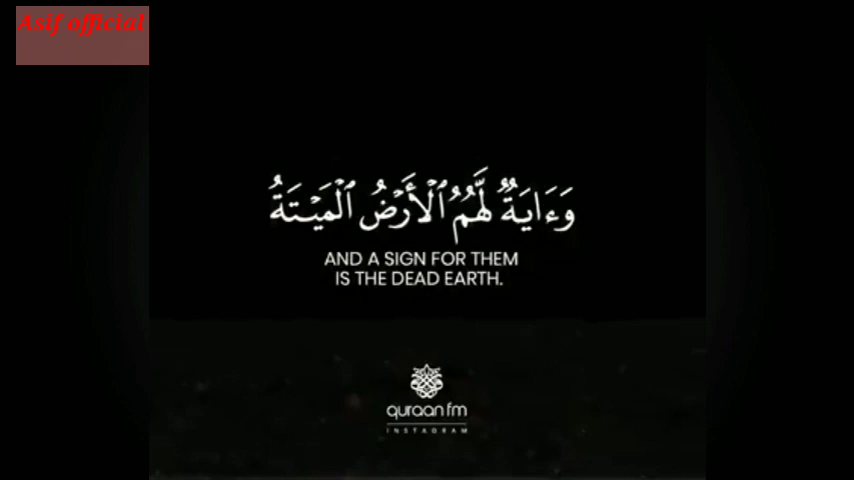 Asif official
وَءَايَةٌ لَّهُمُ ٱلْأَرْضُ ٱلْمَيْتَةُ
AND A SIGN FOR THEM
IS THE DEAD EARTH.
quraan fm
INSTAGRAM